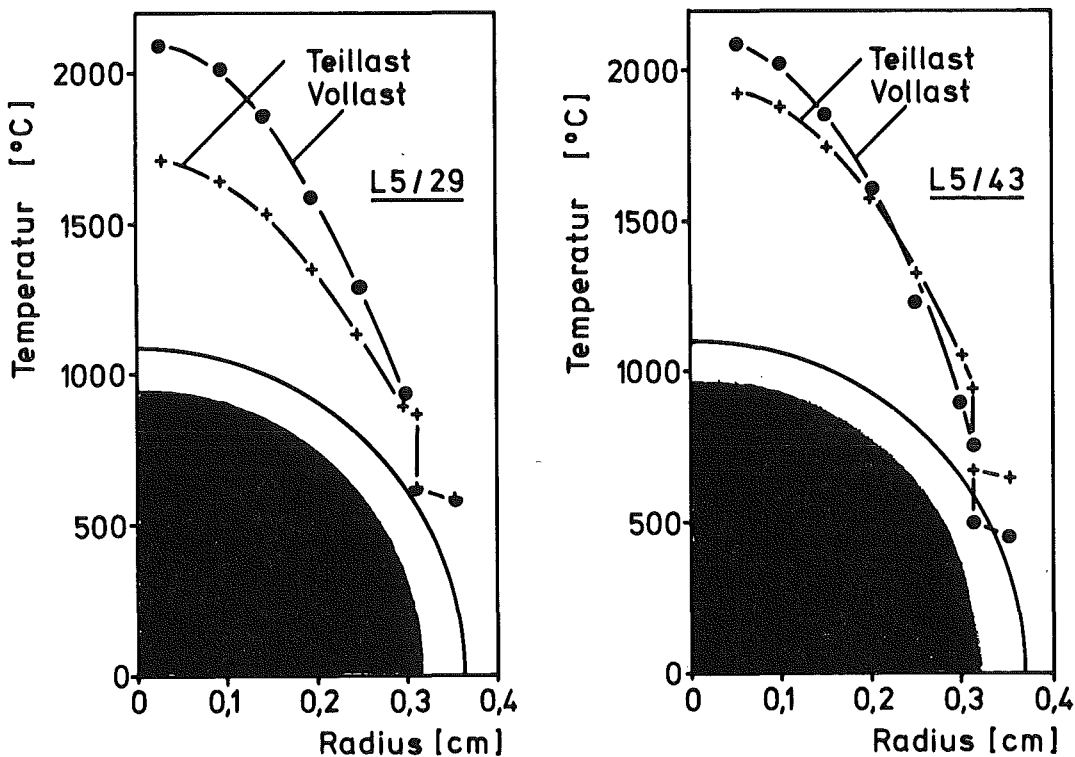 Temperatur [°C]
2000
1500
1000
500
0
Teillast
Vollast
L5/29
0
0,1
0,2
0,3
0,4
Radius [cm]
Temperatur [°C]
2000
1500
1000
500
0
Teillast
Vollast
L5/43
0
0,1
0,2
0,3
0,4
Radius [cm]